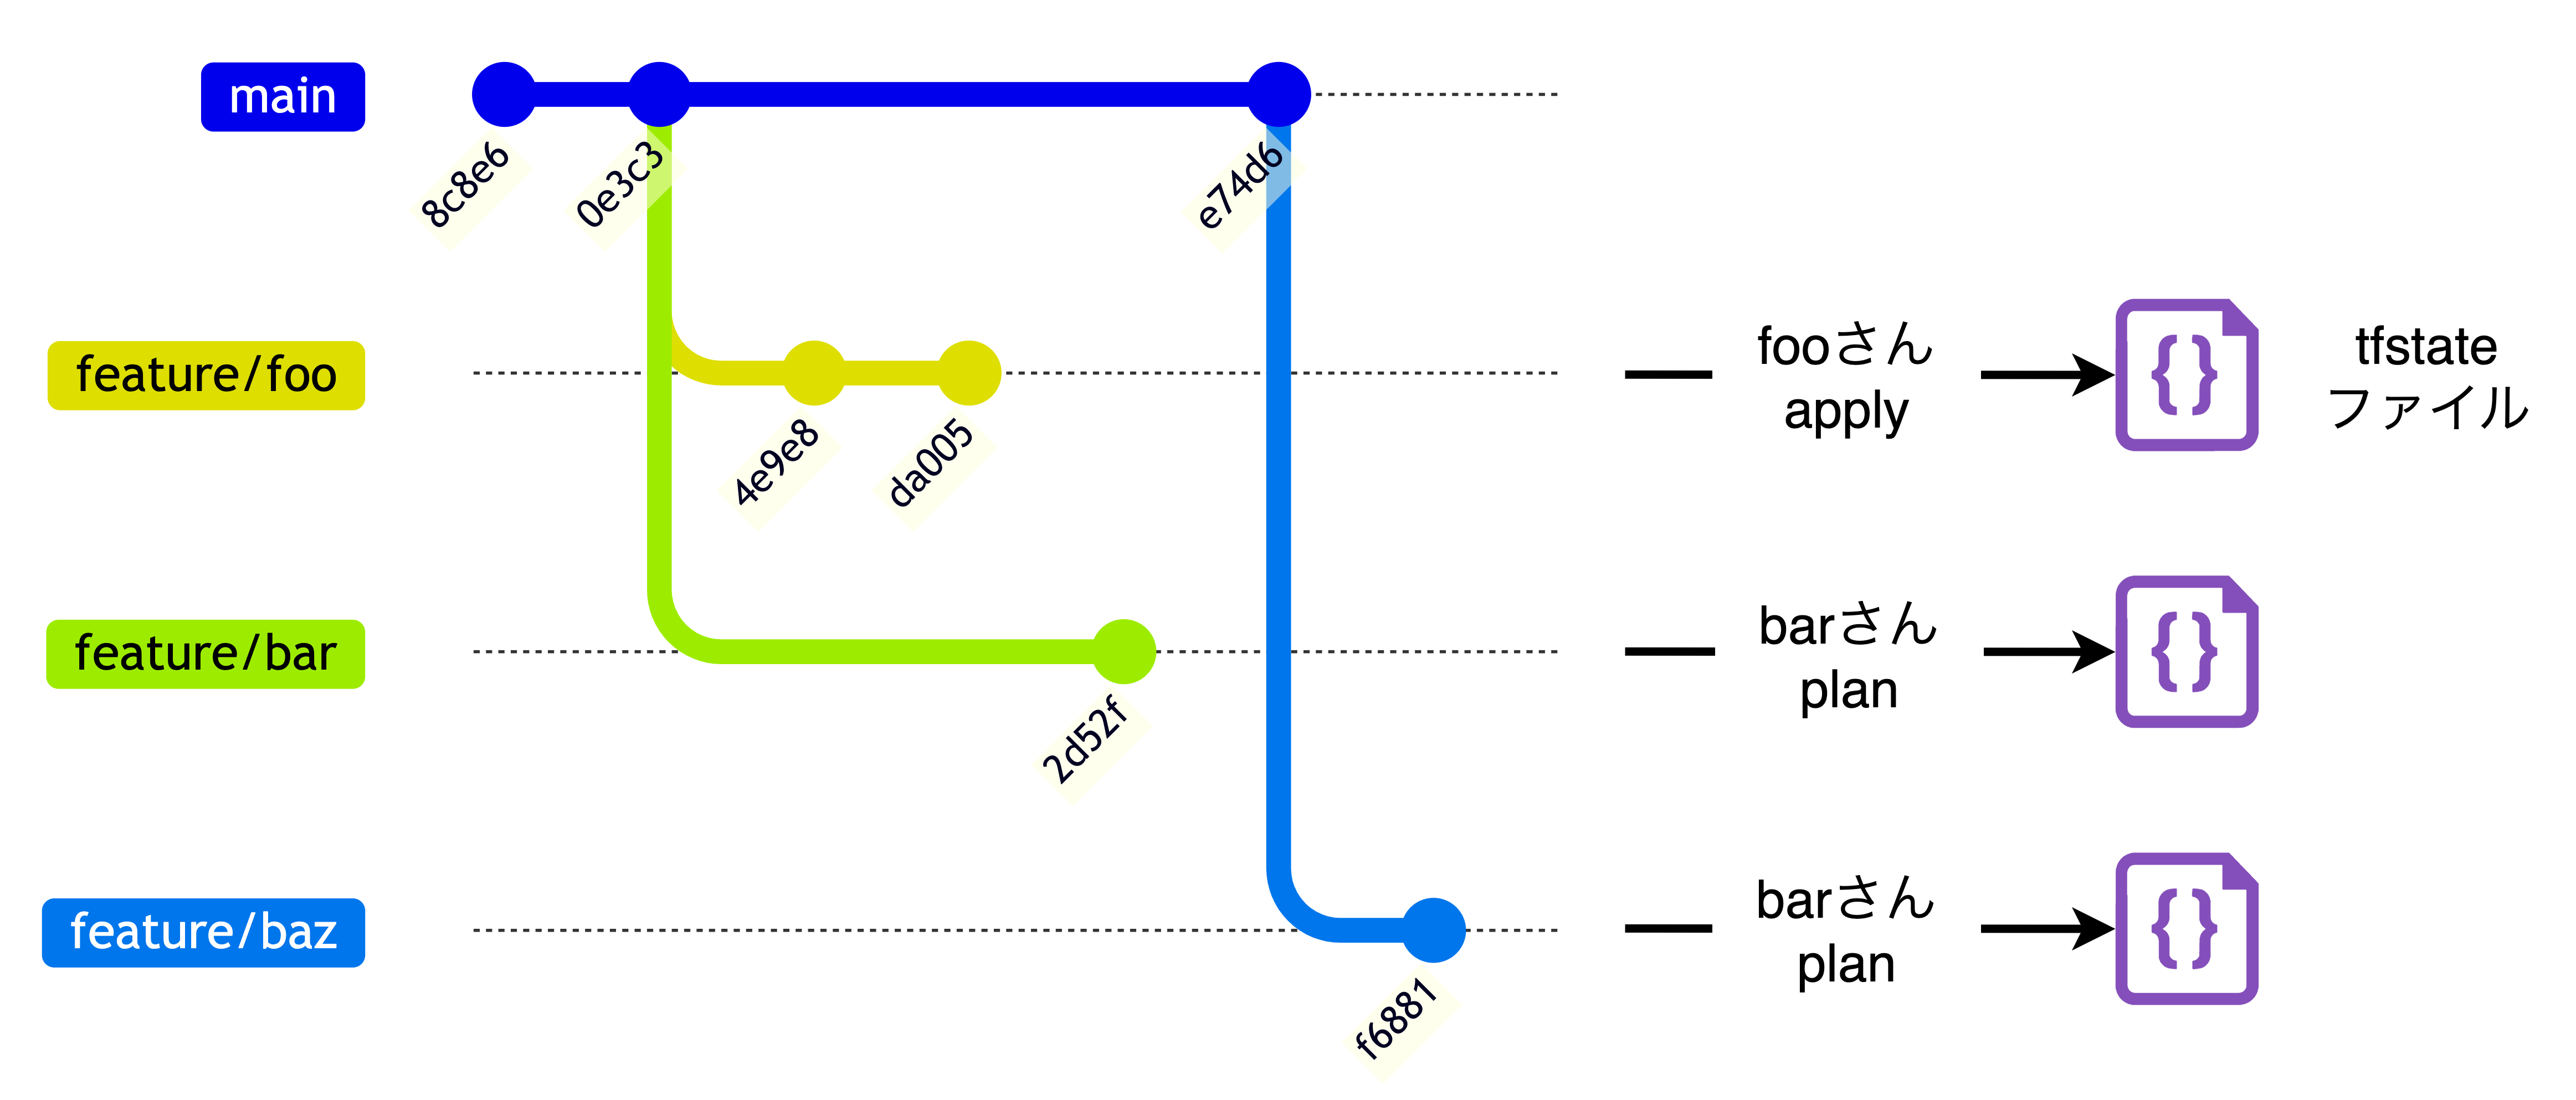 main
8c8e6
0e3c3
e74d6
feature/foo
4e9e8
da005
fooさん
apply
{}
tfstate
ファイル
feature/bar
2d52f
barさん
plan
{}
feature/baz
f6881
barさん
plan
{}